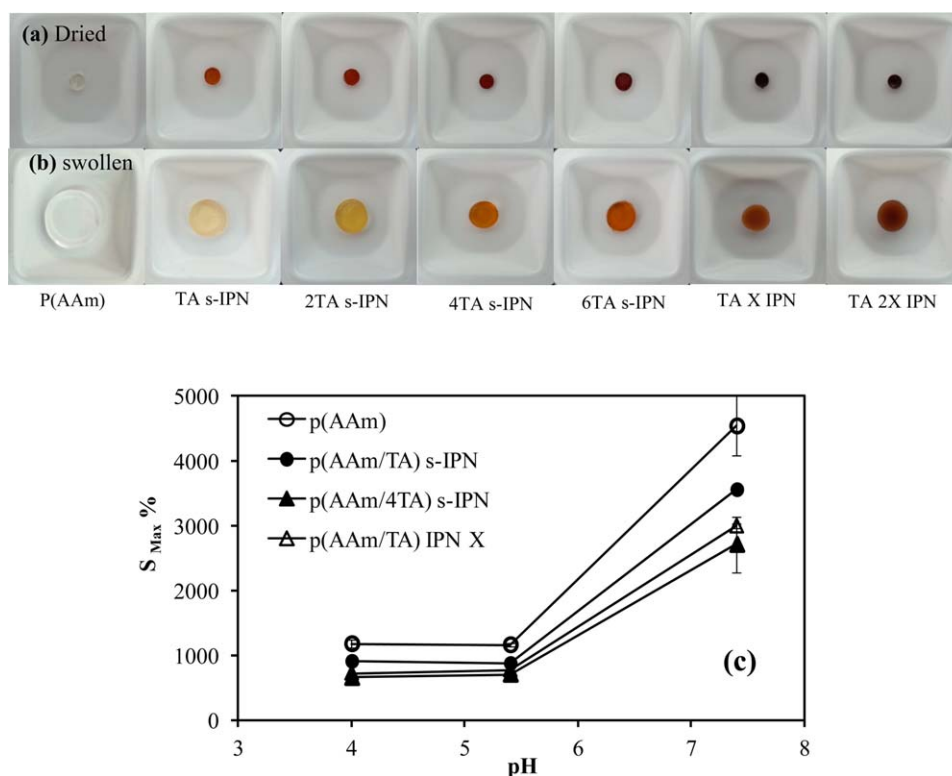 (a) Dried
(b) swollen
P(AAm) TA s-IPN 2TA s-IPN 4TA s-IPN 6TA s-IPN TA X IPN TA 2X IPN
5000
p(AAm)
p(AAm/TA) s-IPN
4000
p(AAm/4TA) s-IPN
p(AAm/TA) IPN X
3000
S Max %
2000
1000
(c)
0
3 4 5 6 7 8
pH